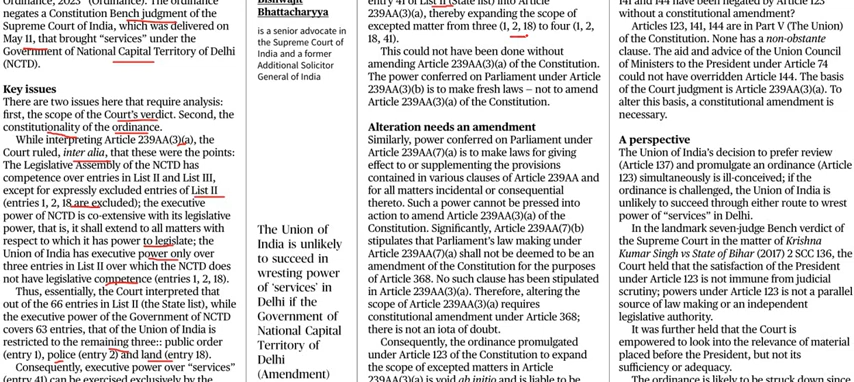 Ordinance, 2023" (Ordinance). The ordinance
negates a Constitution Bench judgment of the
Supreme Court of India, which was delivered on
May 11, that brought “services” under the
Government of National Capital Territory of Delhi
(NCTD).
Key issues
There are two issues here that require analysis:
first, the scope of the Court’s verdict. Second, the
constitutionality of the ordinance.
While interpreting Article 239AA(3)(a), the
Court ruled, inter alia, that these were the points:
The Legislative Assembly of the NCTD has
competence over entries in List II and List III,
except for expressly excluded entries of List II
(entries 1, 2, 18 are excluded); the executive
power of NCTD is co-extensive with its legislative
power, that is, it shall extend to all matters with
respect to which it has power to legislate; the
Union of India has executive power only over
three entries in List II over which the NCTD does
not have legislative competence (entries 1, 2, 18).
Thus, essentially, the Court interpreted that
out of the 66 entries in List II (the State list), while
the executive power of the Government of NCTD
covers 63 entries, that of the Union of India is
restricted to the remaining three:: public order
(entry 1), police (entry 2) and land (entry 18).
Consequently, executive power over “services”
(entry 41) can be exercised exclusively by the
Bishwajit
Bhattacharyya
is a senior advocate in
the Supreme Court of
India and a former
Additional Solicitor
General of India
The Union of
India is unlikely
to succeed in
wresting power
of ‘services’ in
Delhi if the
Government of
National Capital
Territory of
Delhi
(Amendment)
entry 41 of List II (State list) into Article
239AA(3)(a), thereby expanding the scope of
excepted matter from three (1, 2, 18) to four (1, 2,
18, 41).
This could not have been done without
amending Article 239AA(3)(a) of the Constitution.
The power conferred on Parliament under Article
239AA(3)(b) is to make fresh laws – not to amend
Article 239AA(3)(a) of the Constitution.
Alteration needs an amendment
Similarly, power conferred on Parliament under
Article 239AA(7)(a) is to make laws for giving
effect to or supplementing the provisions
contained in various clauses of Article 239AA and
for all matters incidental or consequential
thereto. Such a power cannot be pressed into
action to amend Article 239AA(3)(a) of the
Constitution. Significantly, Article 239AA(7)(b)
stipulates that Parliament’s law making under
Article 239AA(7)(a) shall not be deemed to be an
amendment of the Constitution for the purposes
of Article 368. No such clause has been stipulated
in Article 239AA(3)(a). Therefore, altering the
scope of Article 239AA(3)(a) requires
constitutional amendment under Article 368;
there is not an iota of doubt.
Consequently, the ordinance promulgated
under Article 123 of the Constitution to expand
the scope of excepted matters in Article
239AA(3)(a) is void ab initio and is liable to be
141 and 144 have been negated by Article 123
without a constitutional amendment?
Articles 123, 141, 144 are in Part V (The Union)
of the Constitution. None has a non-obstante
clause. The aid and advice of the Union Council
of Ministers to the President under Article 74
could not have overridden Article 144. The basis
of the Court judgment is Article 239AA(3)(a). To
alter this basis, a constitutional amendment is
necessary.
A perspective
The Union of India’s decision to prefer review
(Article 137) and promulgate an ordinance (Article
123) simultaneously is ill-conceived; if the
ordinance is challenged, the Union of India is
unlikely to succeed through either route to wrest
power of “services” in Delhi.
In the landmark seven-judge Bench verdict
of the Supreme Court in the matter of Krishna
Kumar Singh vs State of Bihar (2017) 2 SCC 136, the
Court held that the satisfaction of the President
under Article 123 is not immune from judicial
scrutiny; powers under Article 123 is not a parallel
source of law making or an independent
legislative authority.
It was further held that the Court is
empowered to look into the relevance of material
placed before the President, but not its
sufficiency or adequacy.
The ordinance is likely to be struck down since